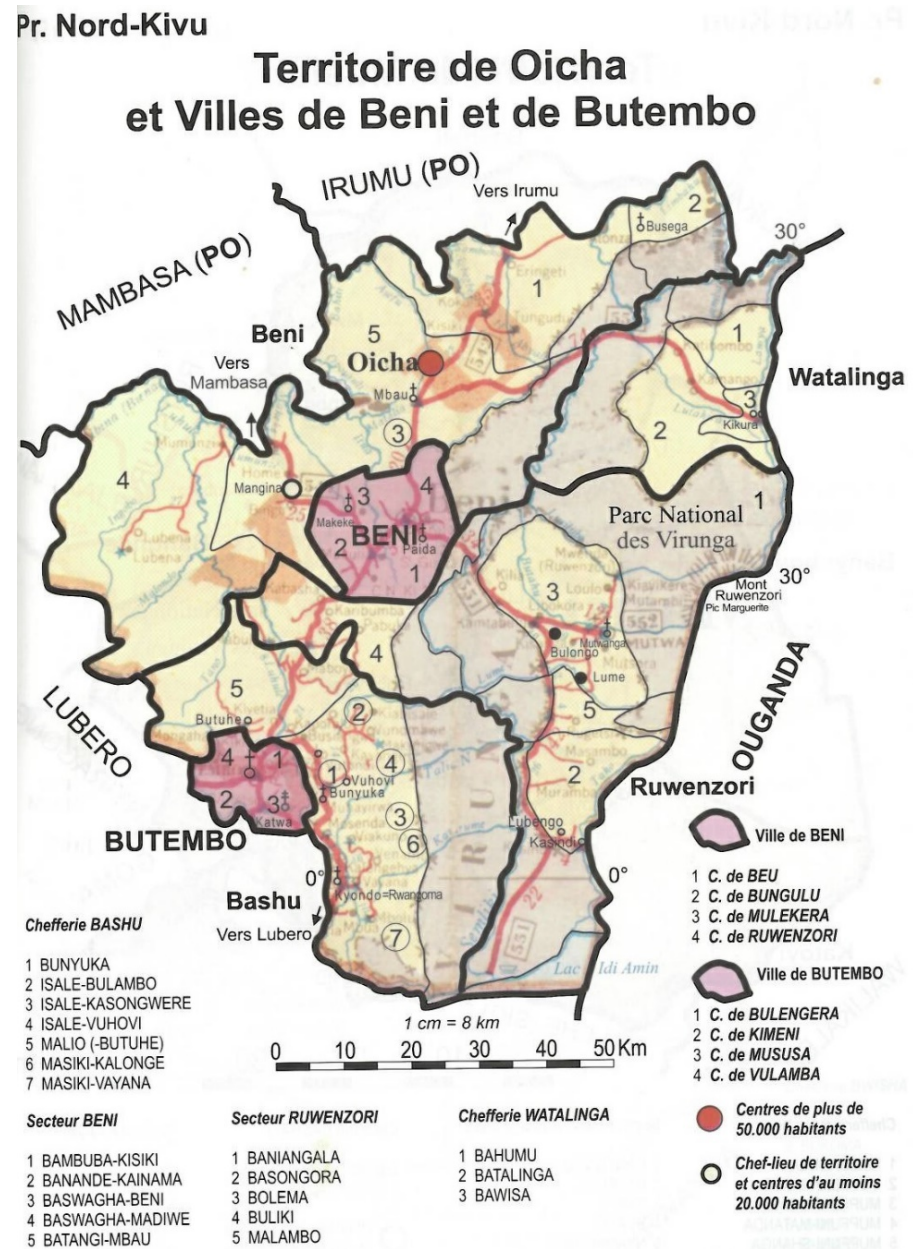 Pr. Nord-Kivu
Territoire de Oicha
et Villes de Beni et de Butembo
IRUMU (PO)
Vers Irumu
MAMBASA (PO)
2
Busega
30°
Eringeti
1
Beni
5
Oicha
Vers
Mambasa
Mbau
3
1
Watalinga
Kamango
3
Kikura
2
4
Mangina
3
4
Makeke
BENI
2
Paida
1
Parc National
des Virunga
1
30°
Mont
Ruwenzori
Pic Marguerite
3
Mutwanga
Bulongo
Lume
4
5
5
2
Butuhe
LUBERO
OUGANDA
4
1
2
3
Katwa
1
Vuhovi
Bunyuka
4
3
6
2
Lubengo
Kasindi
Ruwenzori
BUTEMBO
0°
Kyondo=Rwangoma
0°
Bashu
Vers Lubero
7
22
551
Lac Idi Amin
1 cm = 8 km
0 10 20 30 40 50 Km
Chefferie BASHU
1 BUNYUKA
2 ISALE-BULAMBO
3 ISALE-KASONGWERE
4 ISALE-VUHOVI
5 MALIO (-BUTUHE)
6 MASIKI-KALONGE
7 MASIKI-VAYANA
Secteur BENI
1 BAMBUBA-KISIKI
2 BANANDE-KAINAMA
3 BASWAGHA-BENI
4 BASWAGHA-MADIWE
5 BATANGI-MBAU
Secteur RUWENZORI
1 BANIANGALA
2 BASONGORA
3 BOLEMA
4 BULIKI
5 MALAMBO
Chefferie WATALINGA
1 BAHUMU
2 BATALINGA
3 BAWISA
Ville de BENI
1 C. de BEU
2 C. de BUNGULU
3 C. de MULEKERA
4 C. de RUWENZORI
Ville de BUTEMBO
1 C. de BULENGERA
2 C. de KIMENI
3 C. de MUSUSA
4 C. de VULAMBA
Centres de plus de
50.000 habitants
Chef-lieu de territoire
et centres d'au moins
20.000 habitants